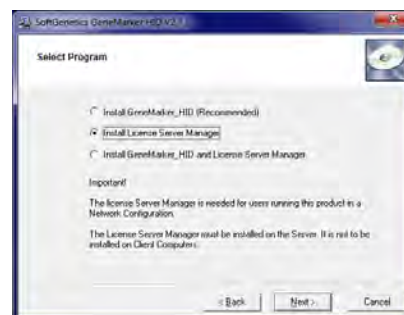 SoftGenetics GeneMarker HID V2.
Select Program
Install GeneMarker_HID (Recommended)
Install License Server Manager
Install GeneMarker_HID and License Server Manager
Important!
The license Server Manager is needed for users running this product in a
Network Configuration.
The License Server Manager must be installed on the Server. It is not to be
installed on Client Computers.
< Back
Next >
Cancel